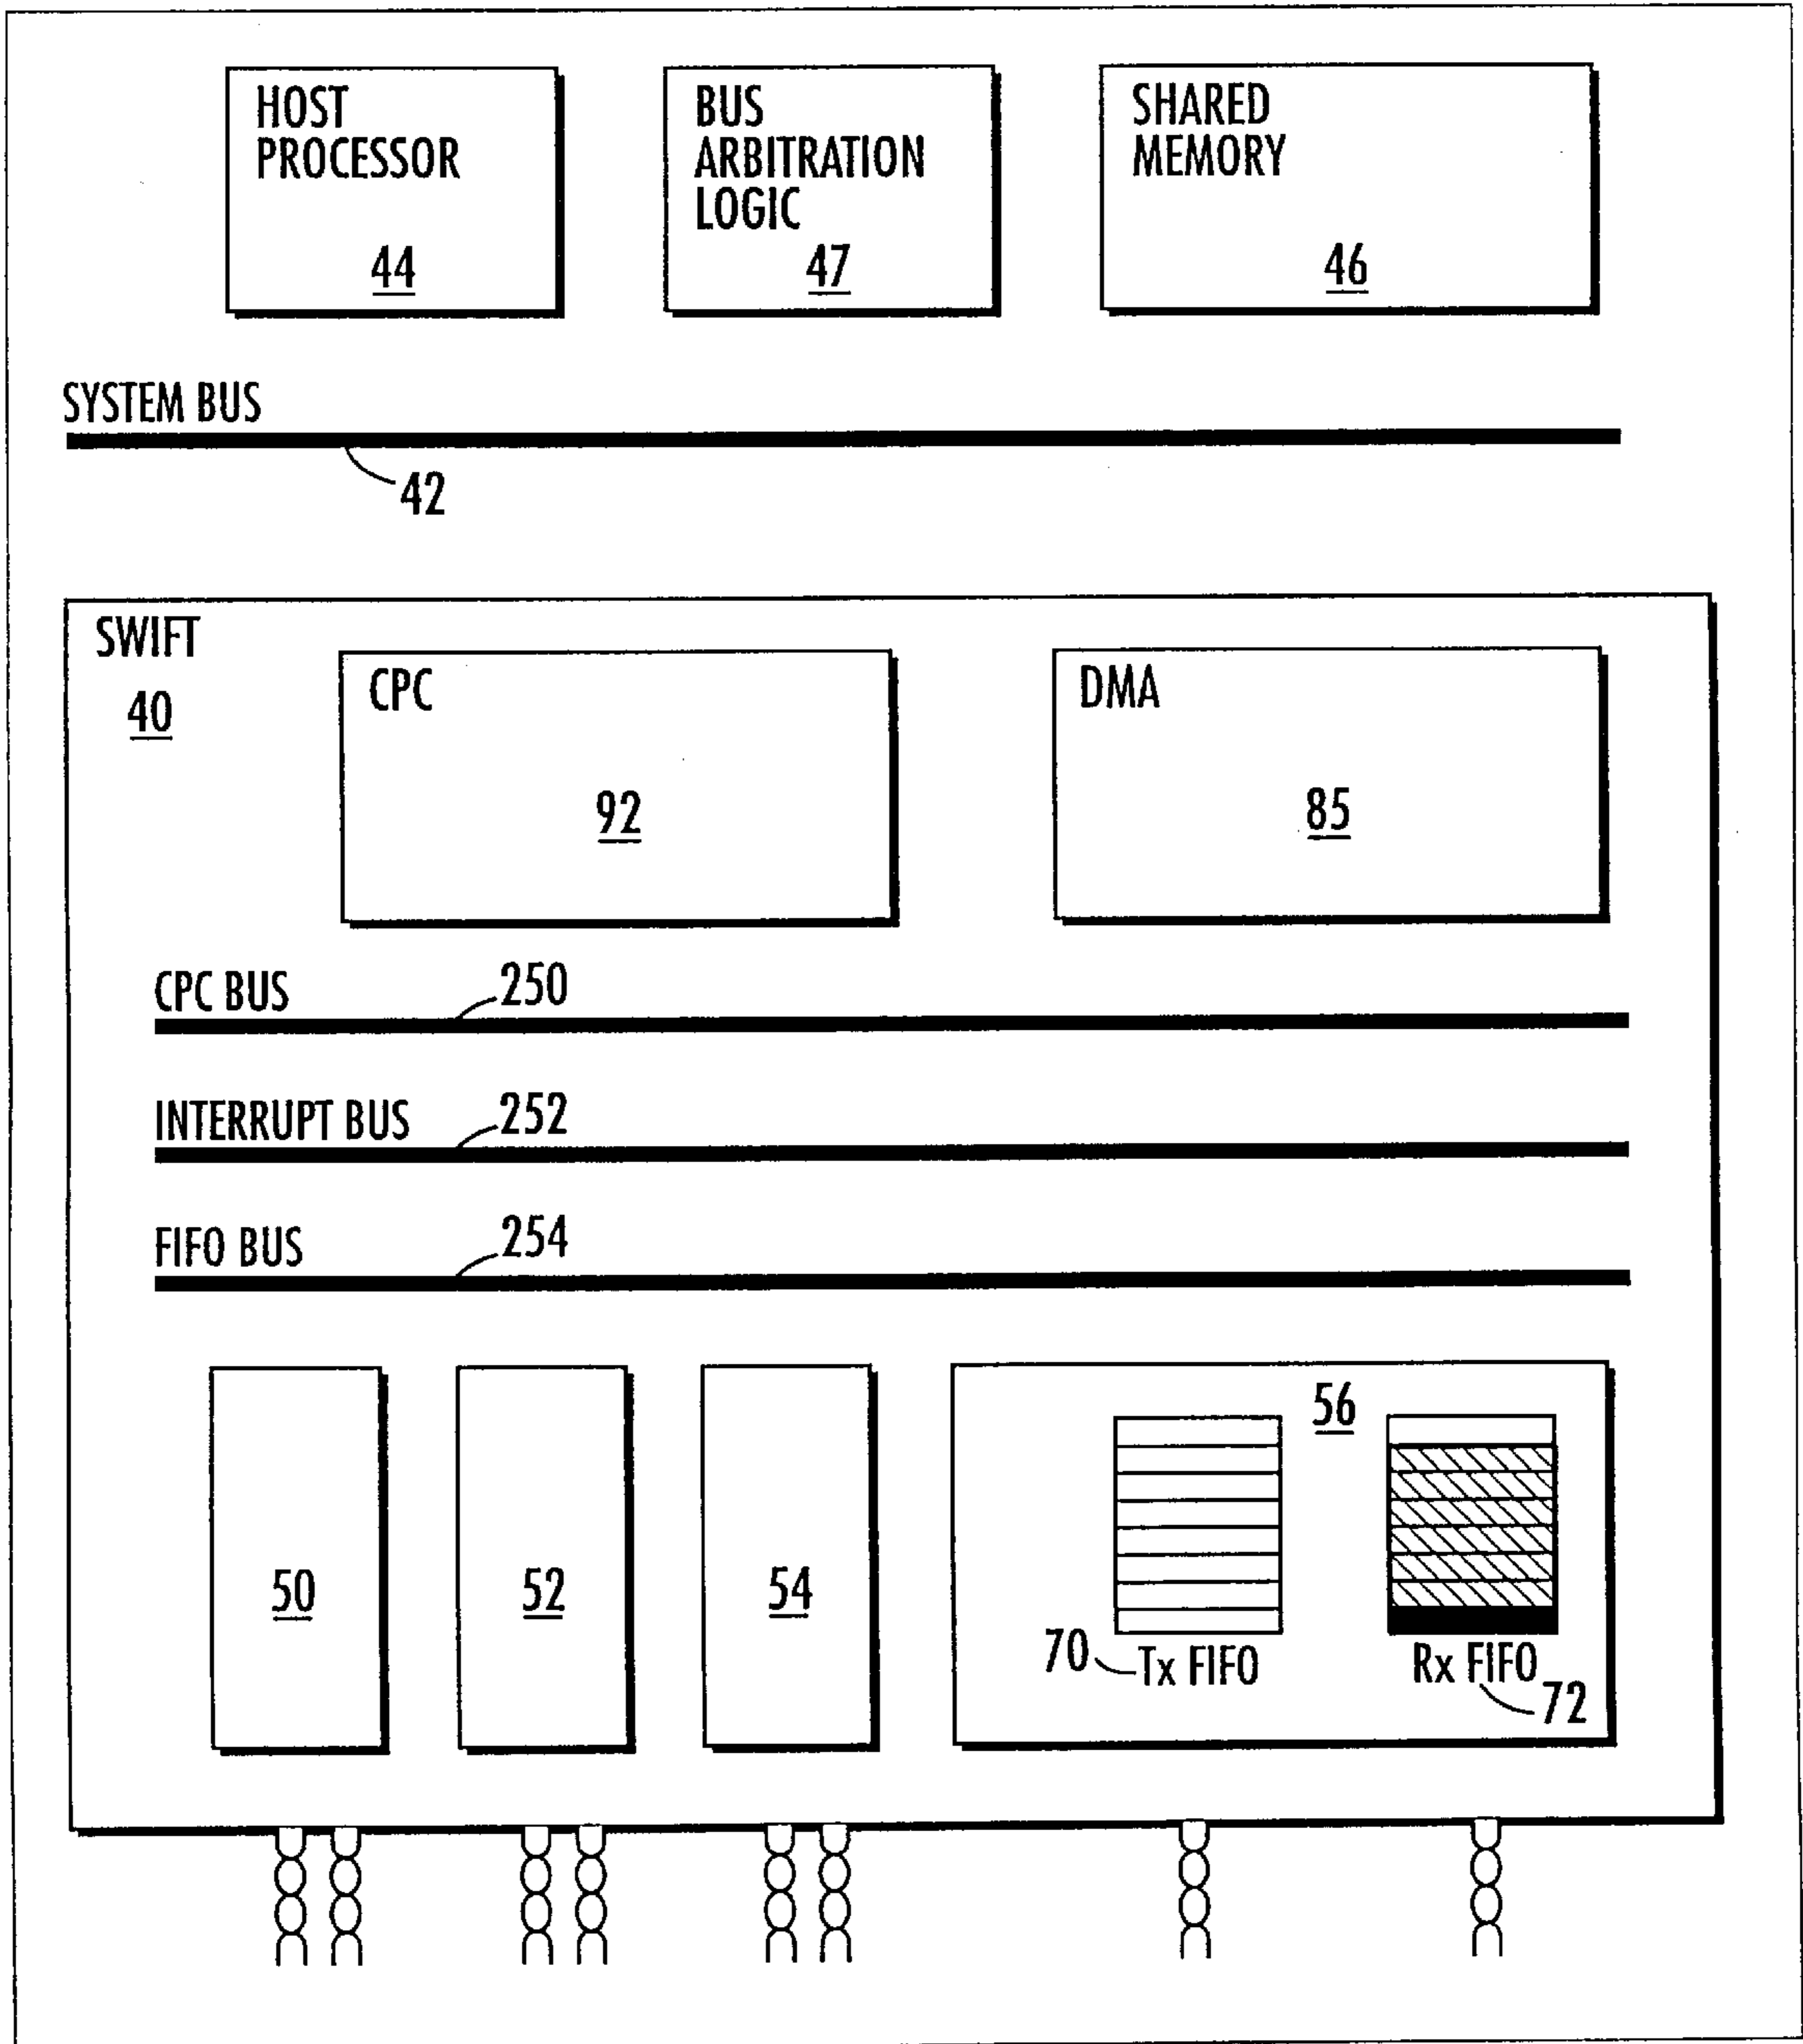 HOST
PROCESSOR
44
BUS
ARBITRATION
LOGIC
47
SHARED
MEMORY
46
SYSTEM BUS
42
SWIFT
40
CPC
92
DMA
85
CPC BUS
250
INTERRUPT BUS
252
FIFO BUS
254
50
52
54
56
70
Tx FIFO
Rx FIFO
72